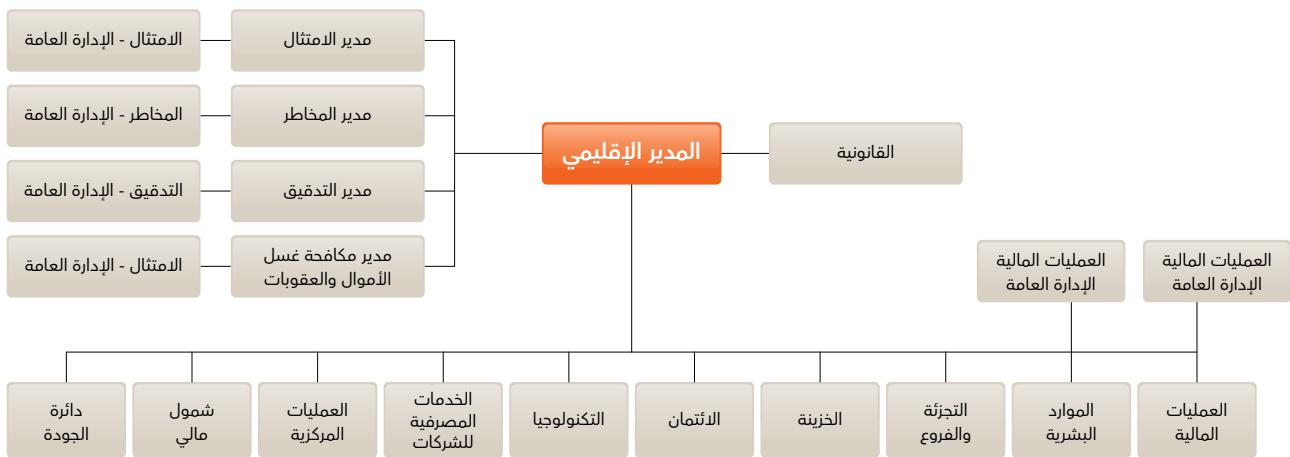 مدير الامتثال
الامتثال - الإدارة العامة
مدير المخاطر
المخاطر - الإدارة العامة
القانونية
المدير الإقليمي
مدير التدقيق
التدقيق - الإدارة العامة
مدير مكافحة غسل
الأموال والعقوبات
الامتثال - الإدارة العامة
العمليات المالية
الإدارة العامة
العمليات المالية
الإدارة العامة
العمليات
المالية
الموارد
البشرية
التجزئة
والفروع
الخزينة
الائتمان
التكنولوجيا
الخدمات
المصرفية
للشركات
العمليات
المركزية
شمول
مالي
دائرة
الجودة